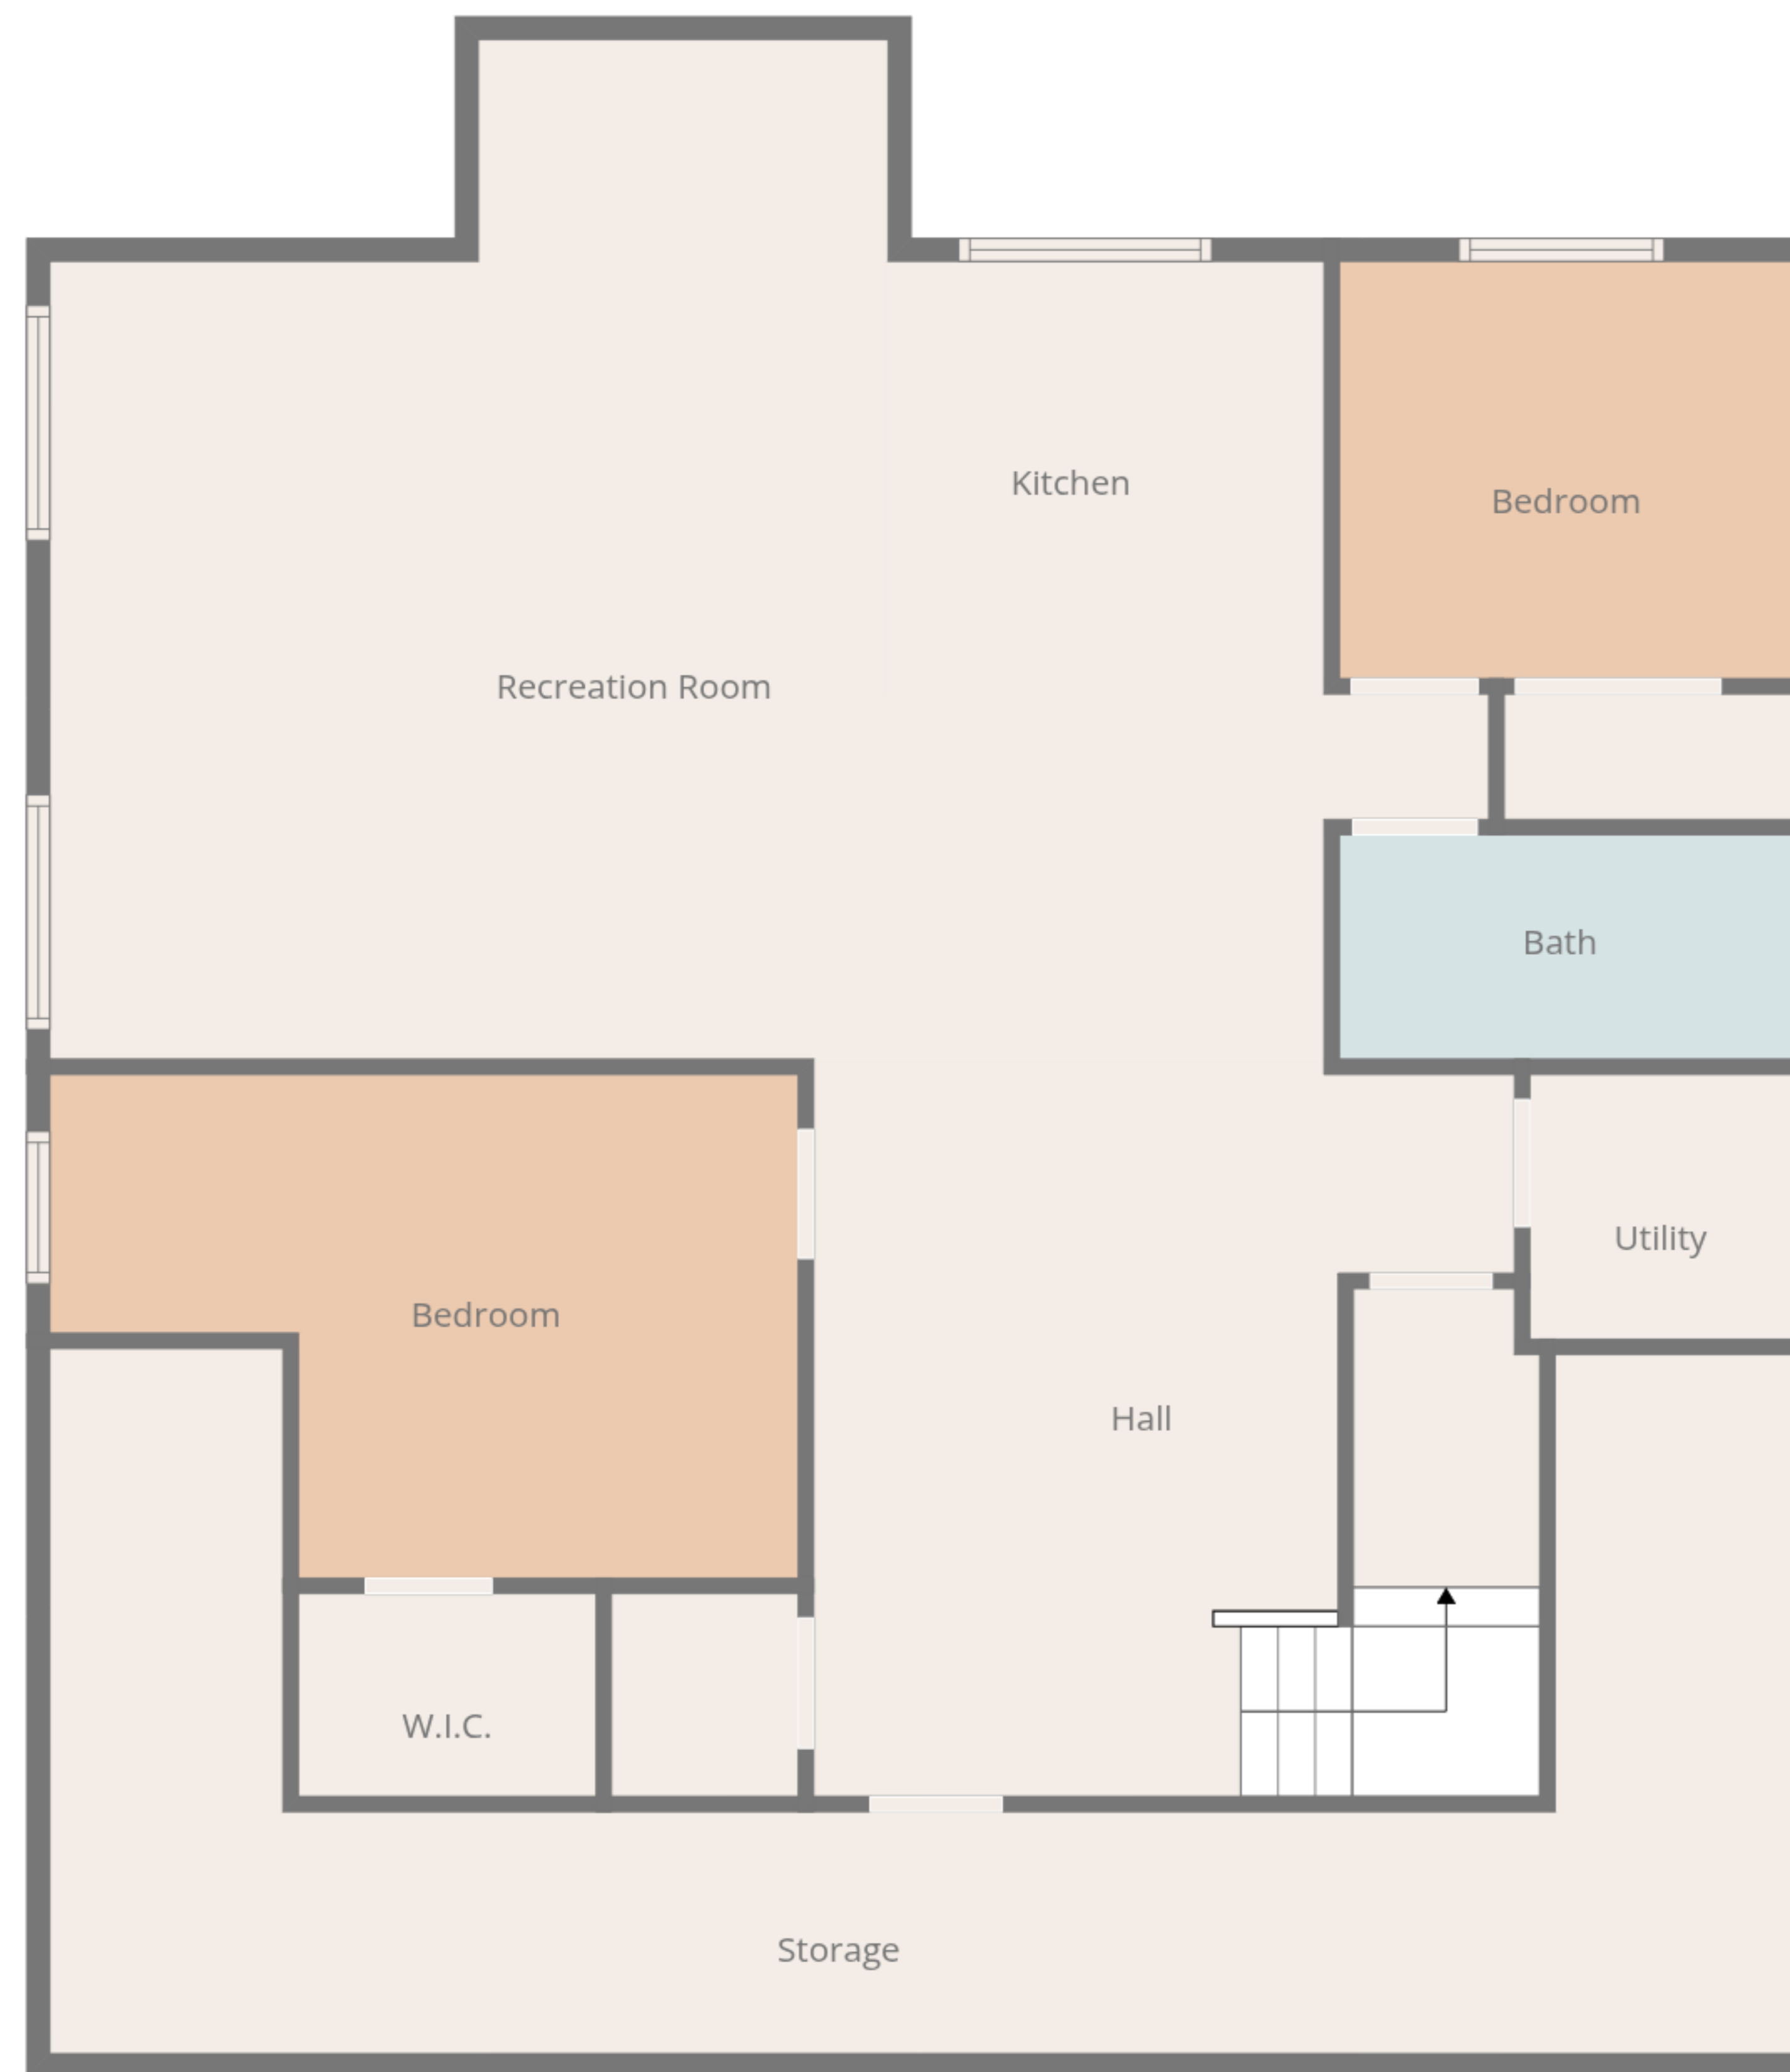 Kitchen
Bedroom
Recreation Room
Bath
Utility
Bedroom
Hall
W.I.C.
Storage